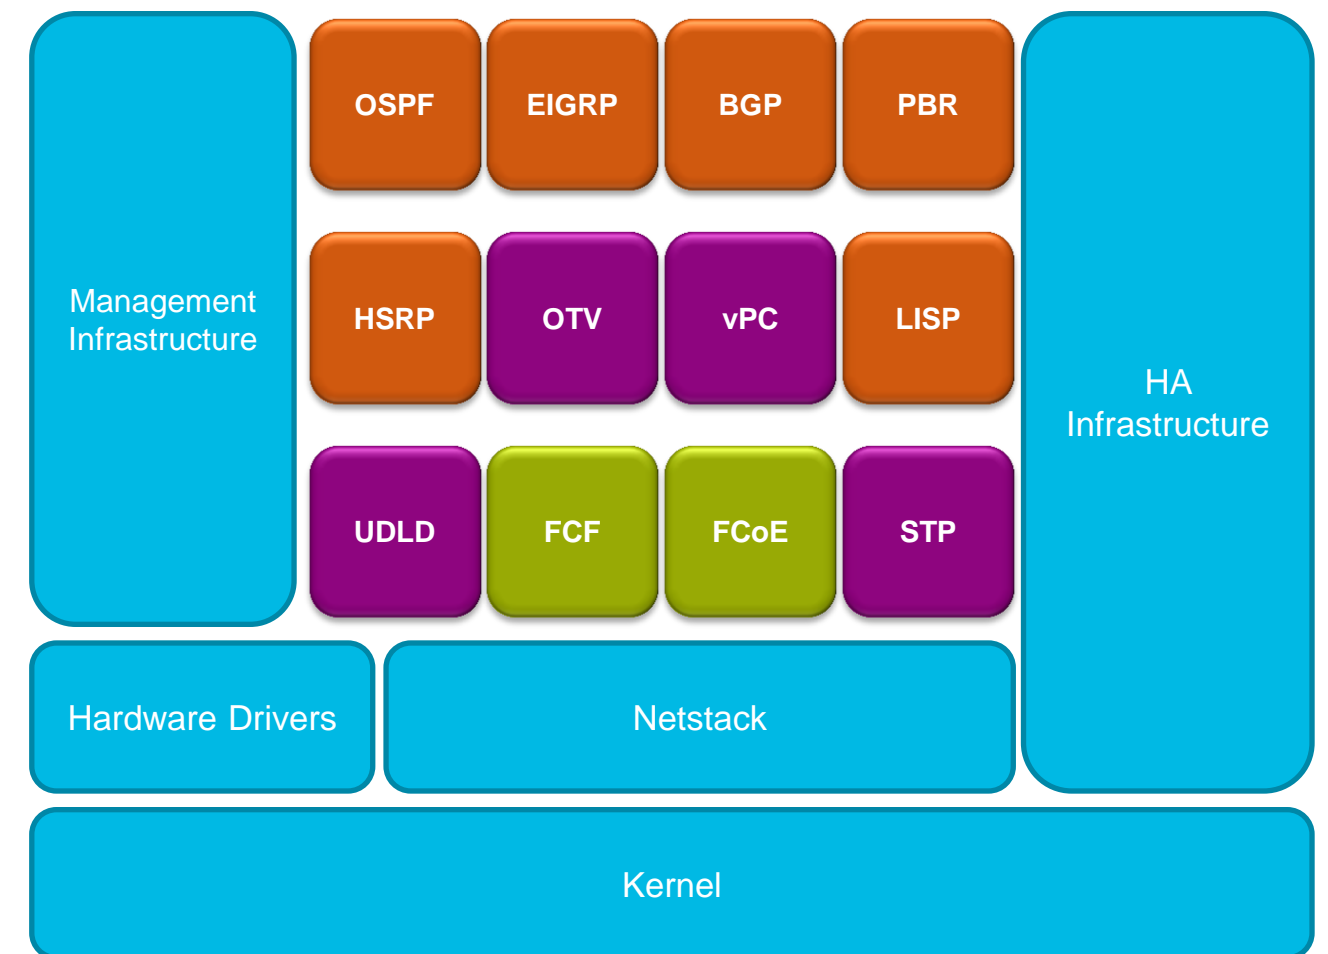 OSPF
EIGRP
BGP
PBR
Management
Infrastructure
HSRP
OTV
vPC
LISP
HA
Infrastructure
UDLD
FCF
FCoE
STP
Hardware Drivers
Netstack
Kernel